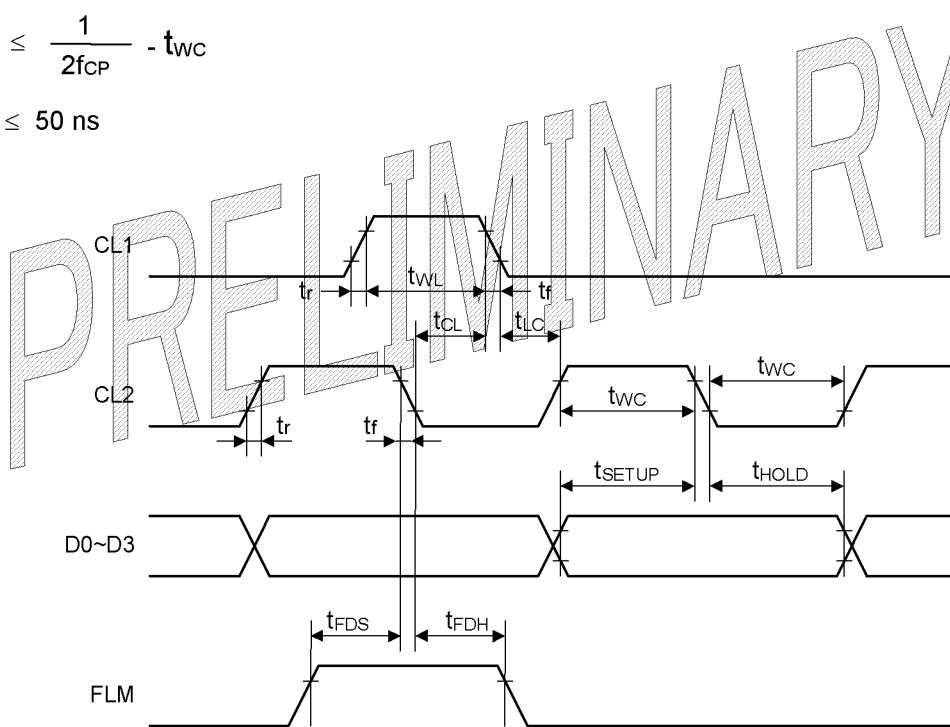 ≤ 1/2fCP - tWC
≤ 50 ns
PRELIMINARY
CL1
tr tWL tf
tCL tLC
CL2
tWC tWC
tr tf
tSETUP tHOLD
D0~D3
tFDS tFDH
FLM